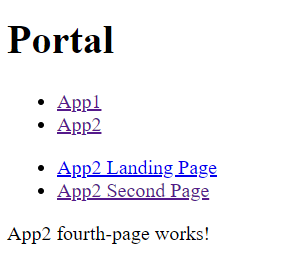 Portal
App1
App2
App2 Landing Page
App2 Second Page
App2 fourth-page works!